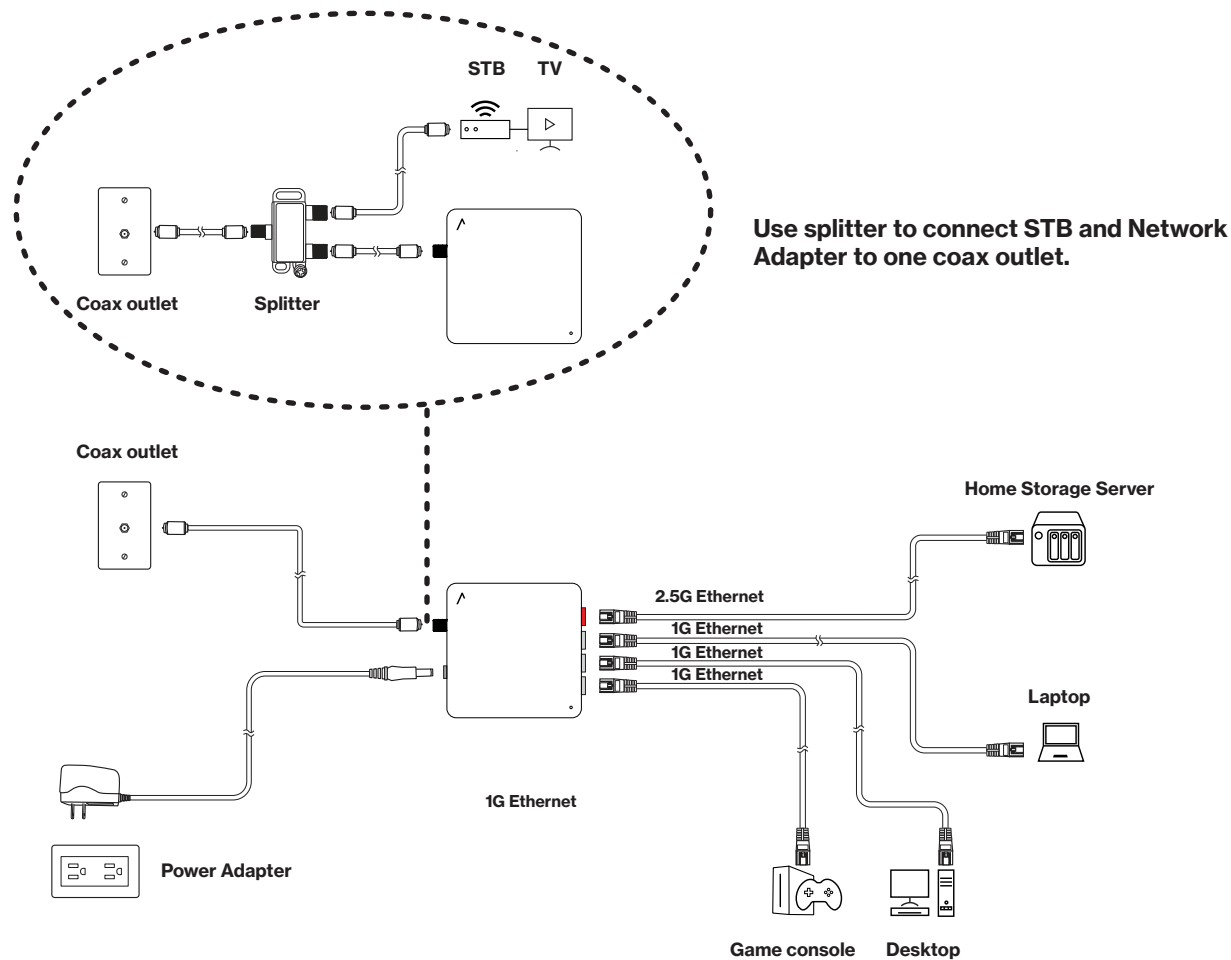 STB TV
Use splitter to connect STB and Network
Adapter to one coax outlet.
Coax outlet Splitter
Coax outlet
Home Storage Server
2.5G Ethernet
1G Ethernet
1G Ethernet
1G Ethernet
Laptop
1G Ethernet
Power Adapter
Game console Desktop